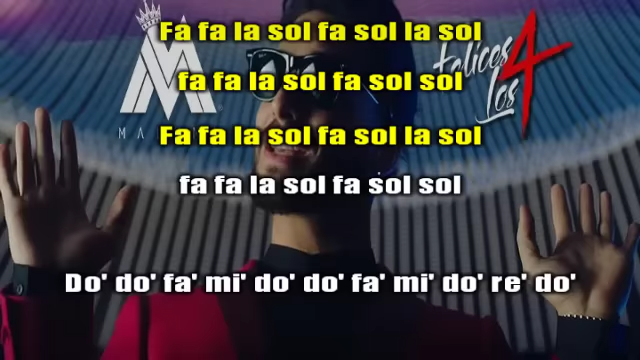 Fa fa la sol fa sol la sol
fa fa la sol fa sol sol
Fa fa la sol fa sol la sol
fa fa la sol fa sol sol
Do' do' fa' mi' do' do' fa' mi' do' re' do'
Felices
Los 4
M A